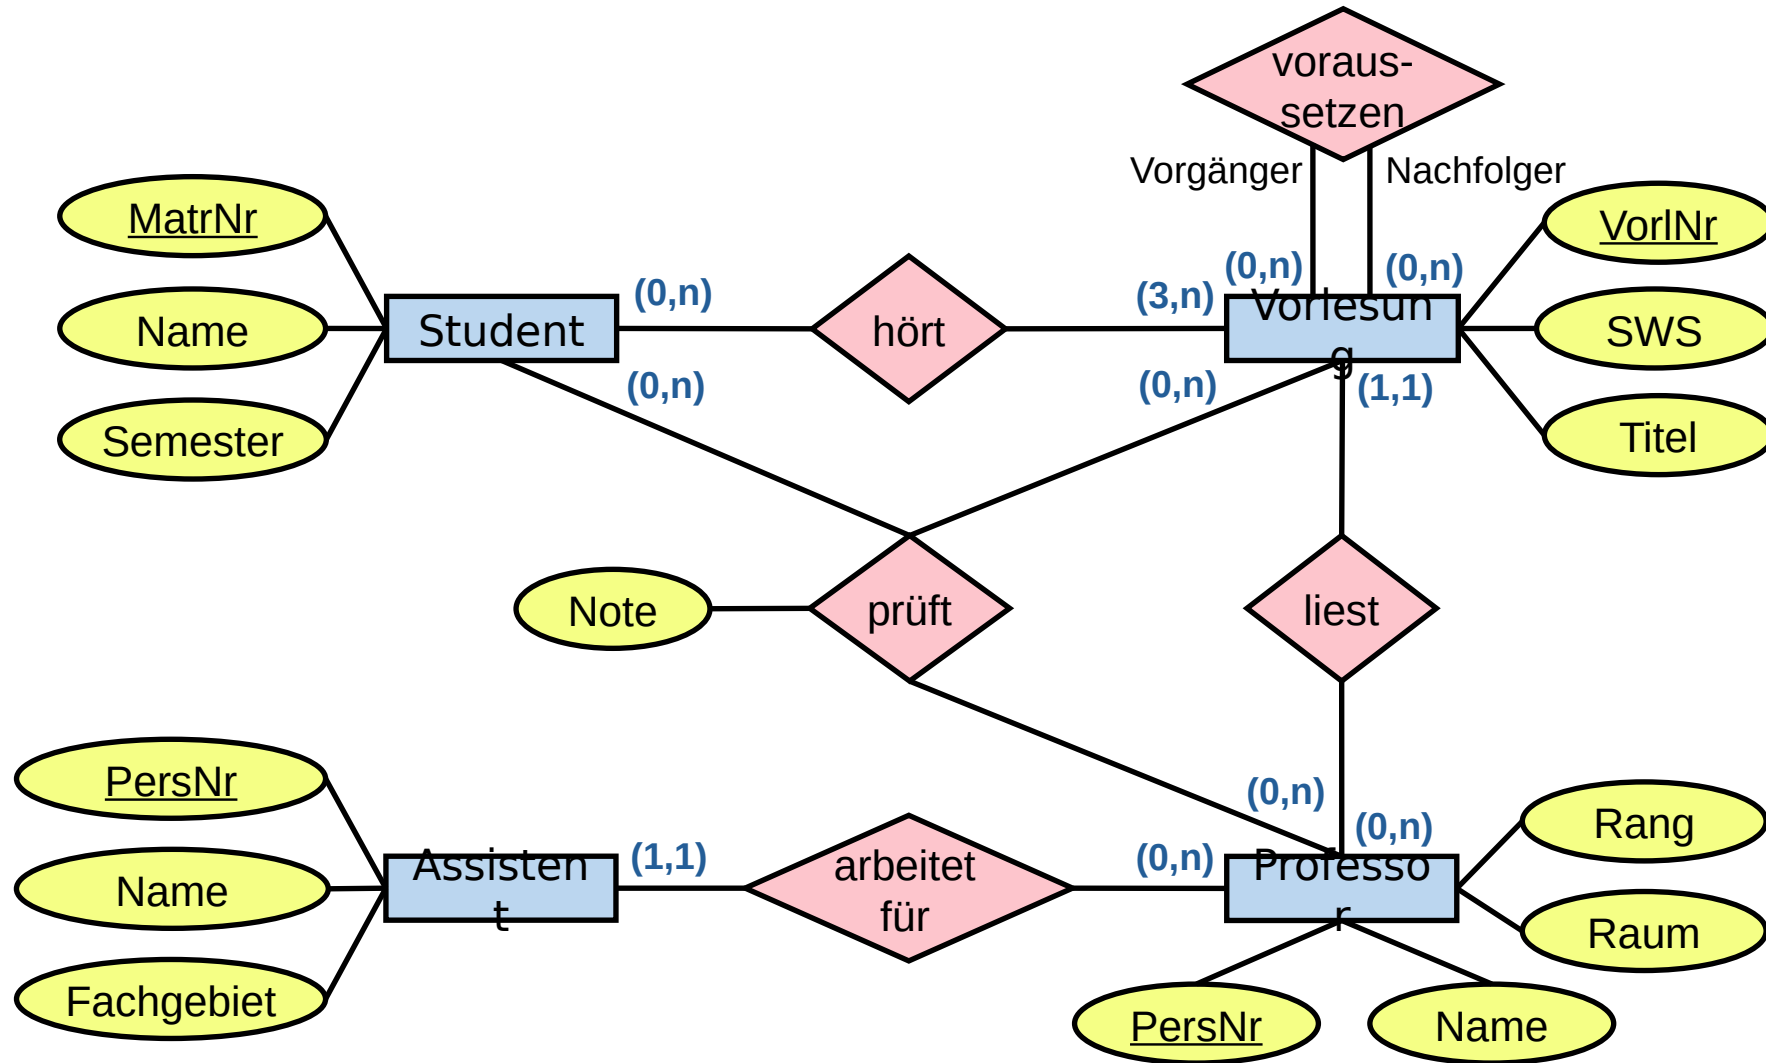 voraus-
setzen
Vorgänger
Nachfolger
MatrNr
VorlNr
(0,n)
(3,n)
(0,n)
(0,n)
Name
Student
hört
Vorlesun
g
SWS
(0,n)
(0,n)
(1,1)
Semester
Titel
Note
prüft
liest
PersNr
(0,n)
(0,n)
Rang
Name
Assisten
t
(1,1)
arbeitet
für
(0,n)
Professo
r
Raum
Fachgebiet
PersNr
Name